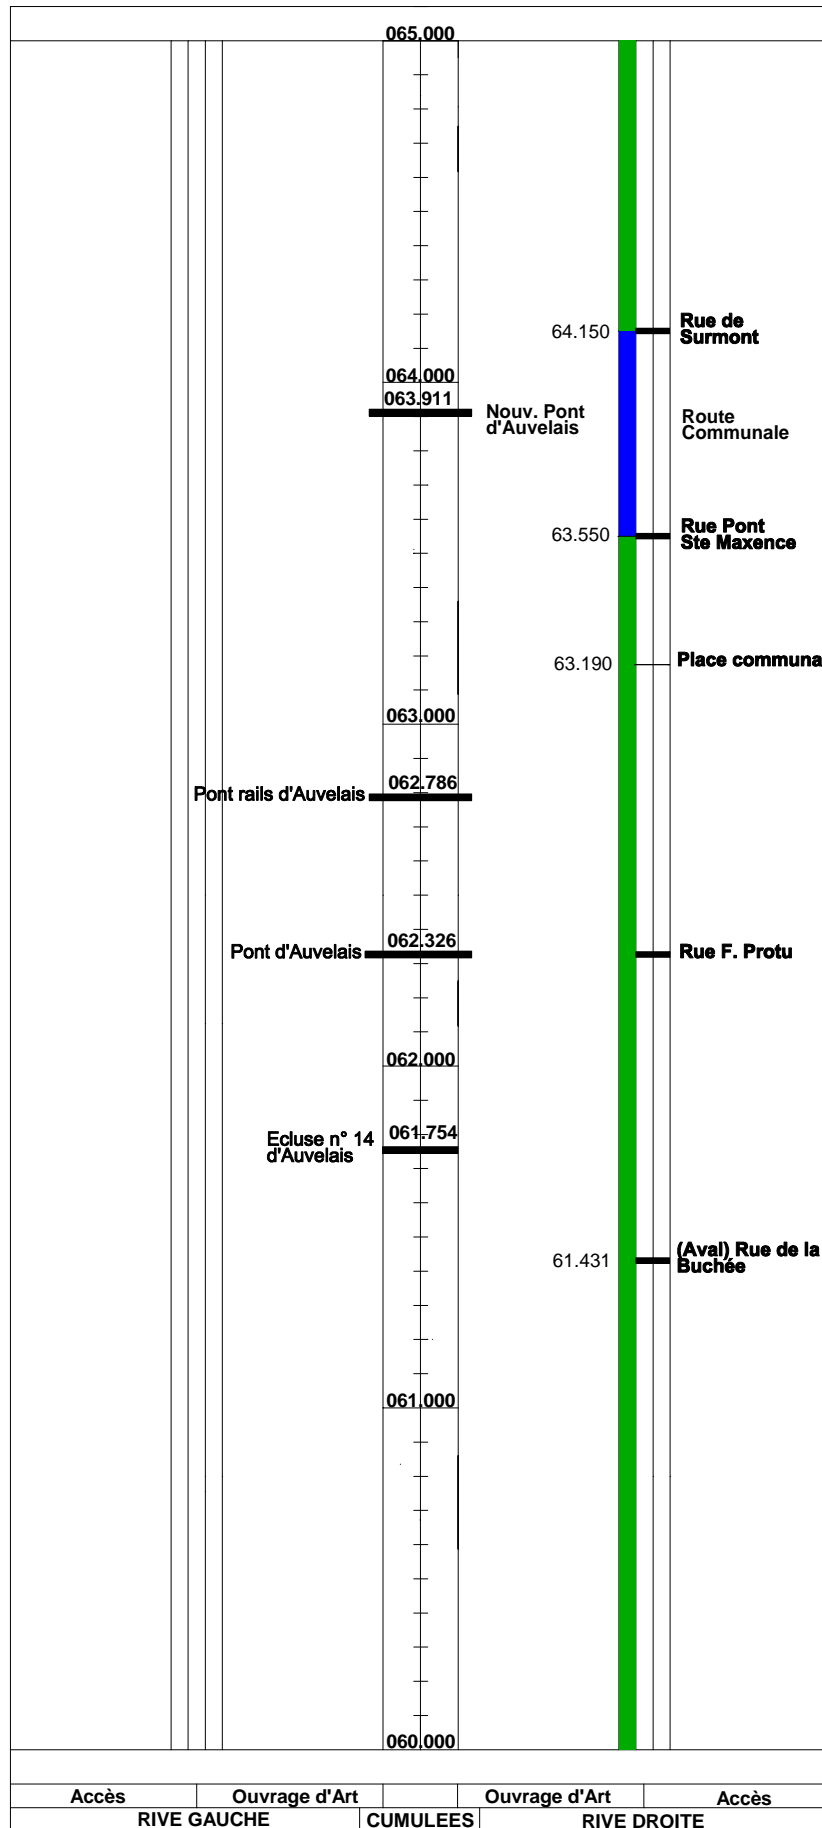 065.000
64.150
Rue de
Surmont
064.000
063.911
Nouv. Pont
d'Auvelais
Route
Communale
63.550
Rue Pont
Ste Maxence
63.190
Place communa
063.000
062.786
Pont rails d'Auvelais
062.326
Pont d'Auvelais
Rue F. Protu
062.000
061.754
Ecluse n° 14
d'Auvelais
61.431
(Aval) Rue de la
Buchée
061.000
060.000
Accès Ouvrage d'Art Ouvrage d'Art Accès
RIVE GAUCHE CUMULEES RIVE DROITE